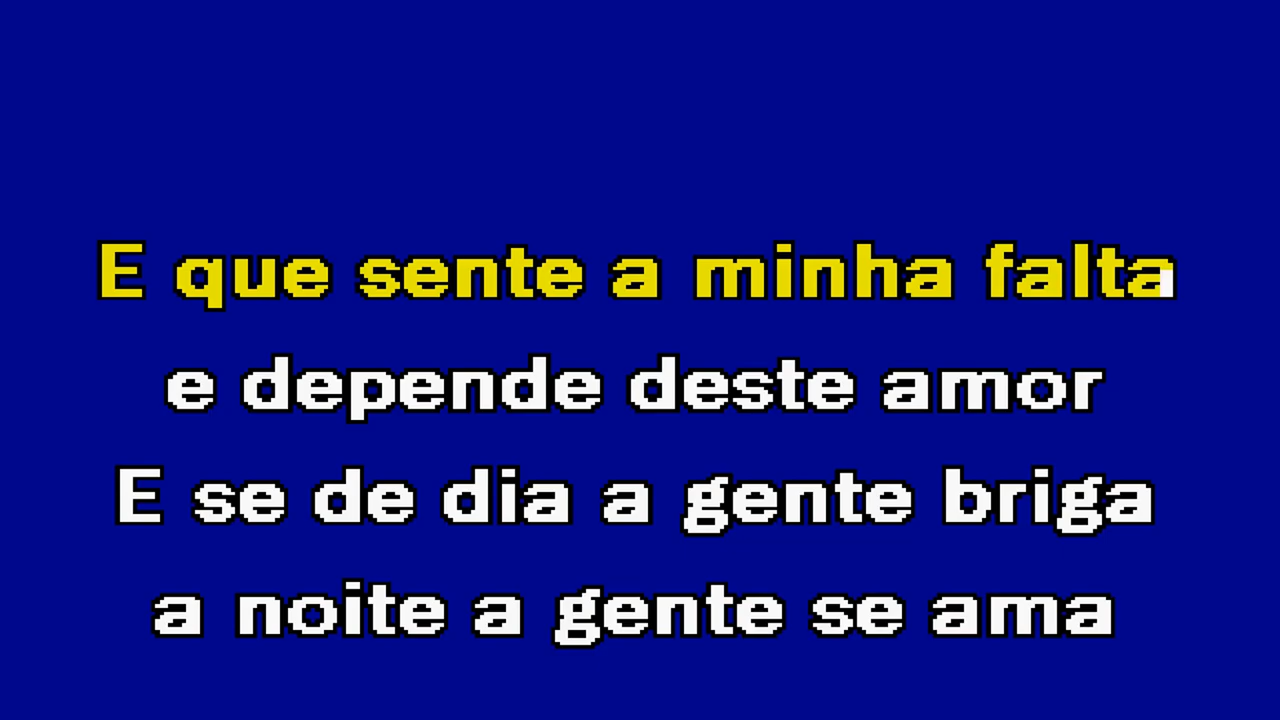 E que sente a minha falta
e depende deste amor
E se de dia a gente briga
a noite a gente se ama